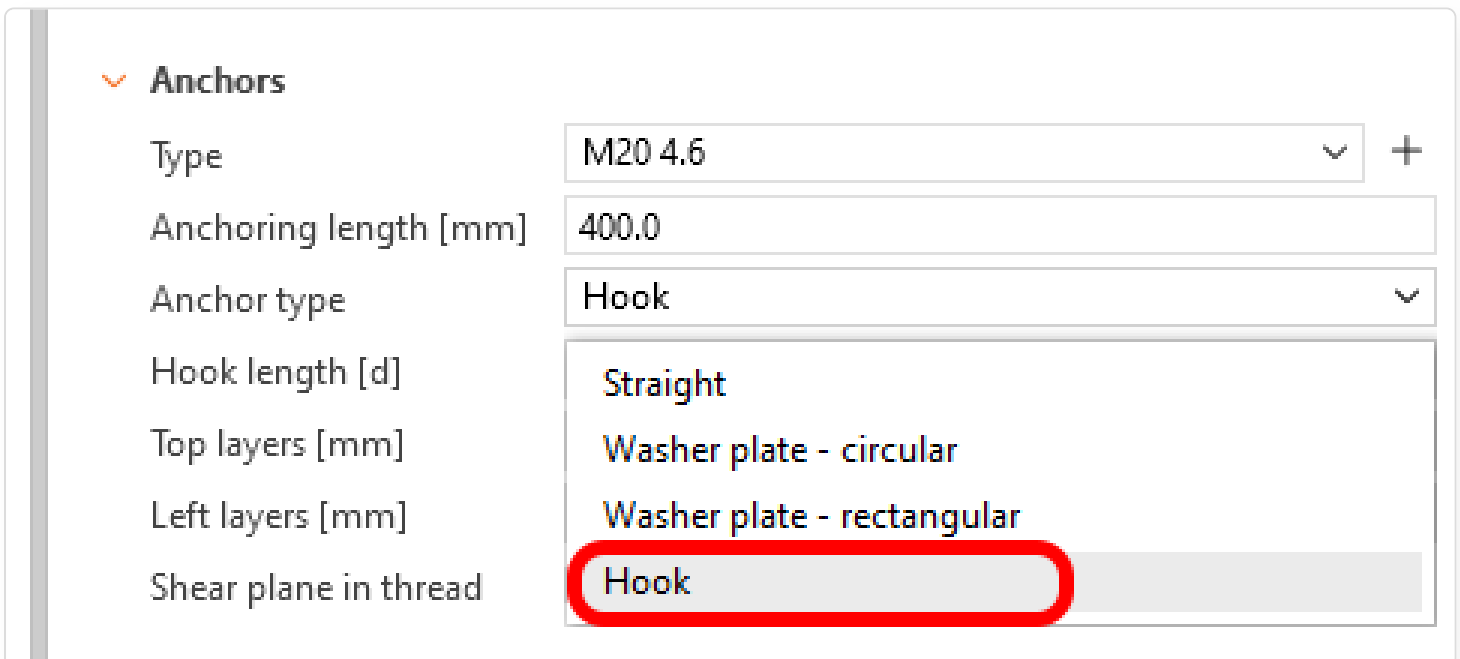 Anchors
Type M20 4.6 +
Anchoring length [mm] 400.0
Anchor type Hook
Hook length [d]
Straight
Top layers [mm]
Washer plate - circular
Left layers [mm]
Washer plate - rectangular
Shear plane in thread
Hook